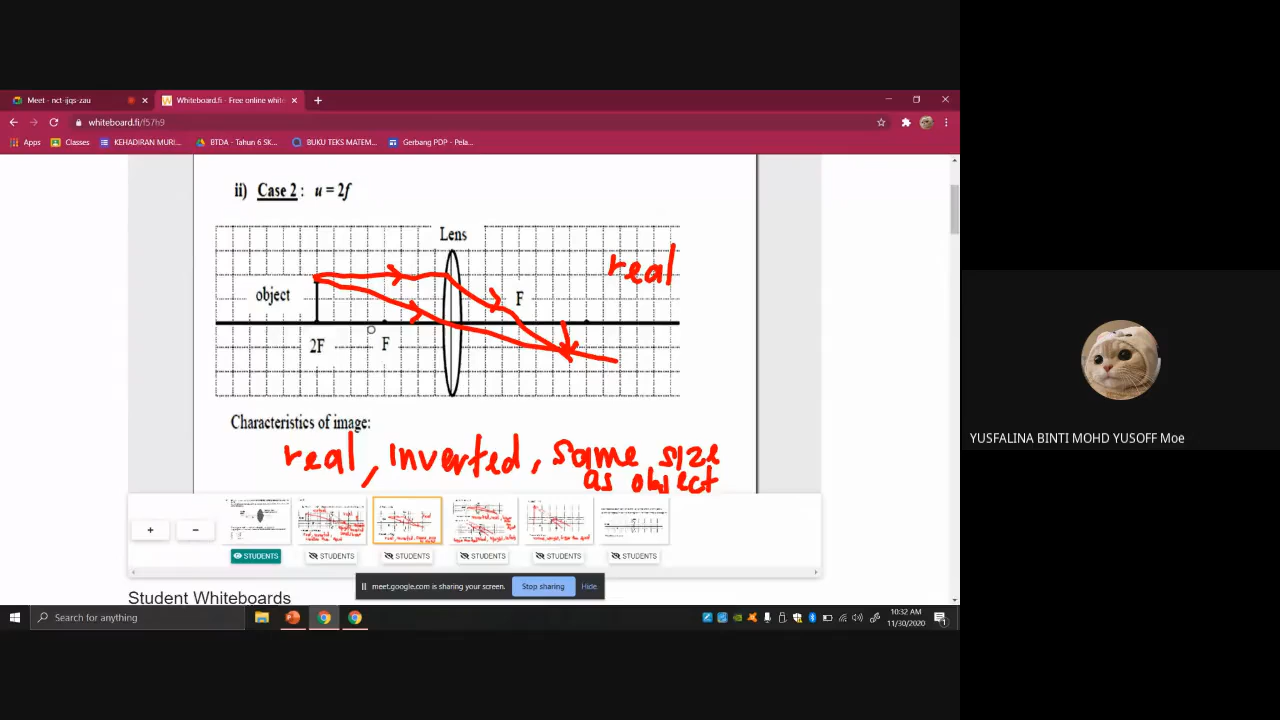 Meet - nct-ijqs-zau
Whiteboard.fi - Free online white
whiteboard.fi/f57h9
Apps Classes KEHADIRAN MURI... BTDA - Tahun 6 SK... BUKU TEKS MATEM... Gerbang PDP - Pela...
ii) Case 2 : u = 2f
Lens
real
object
F
2F F
Characteristics of image:
real, inverted, same size
as object
+ -
STUDENTS STUDENTS STUDENTS STUDENTS STUDENTS STUDENTS
meet.google.com is sharing your screen. Stop sharing Hide
Student Whiteboards
Search for anything
10:32 AM
11/30/2020
YUSFALINA BINTI MOHD YUSOFF Moe